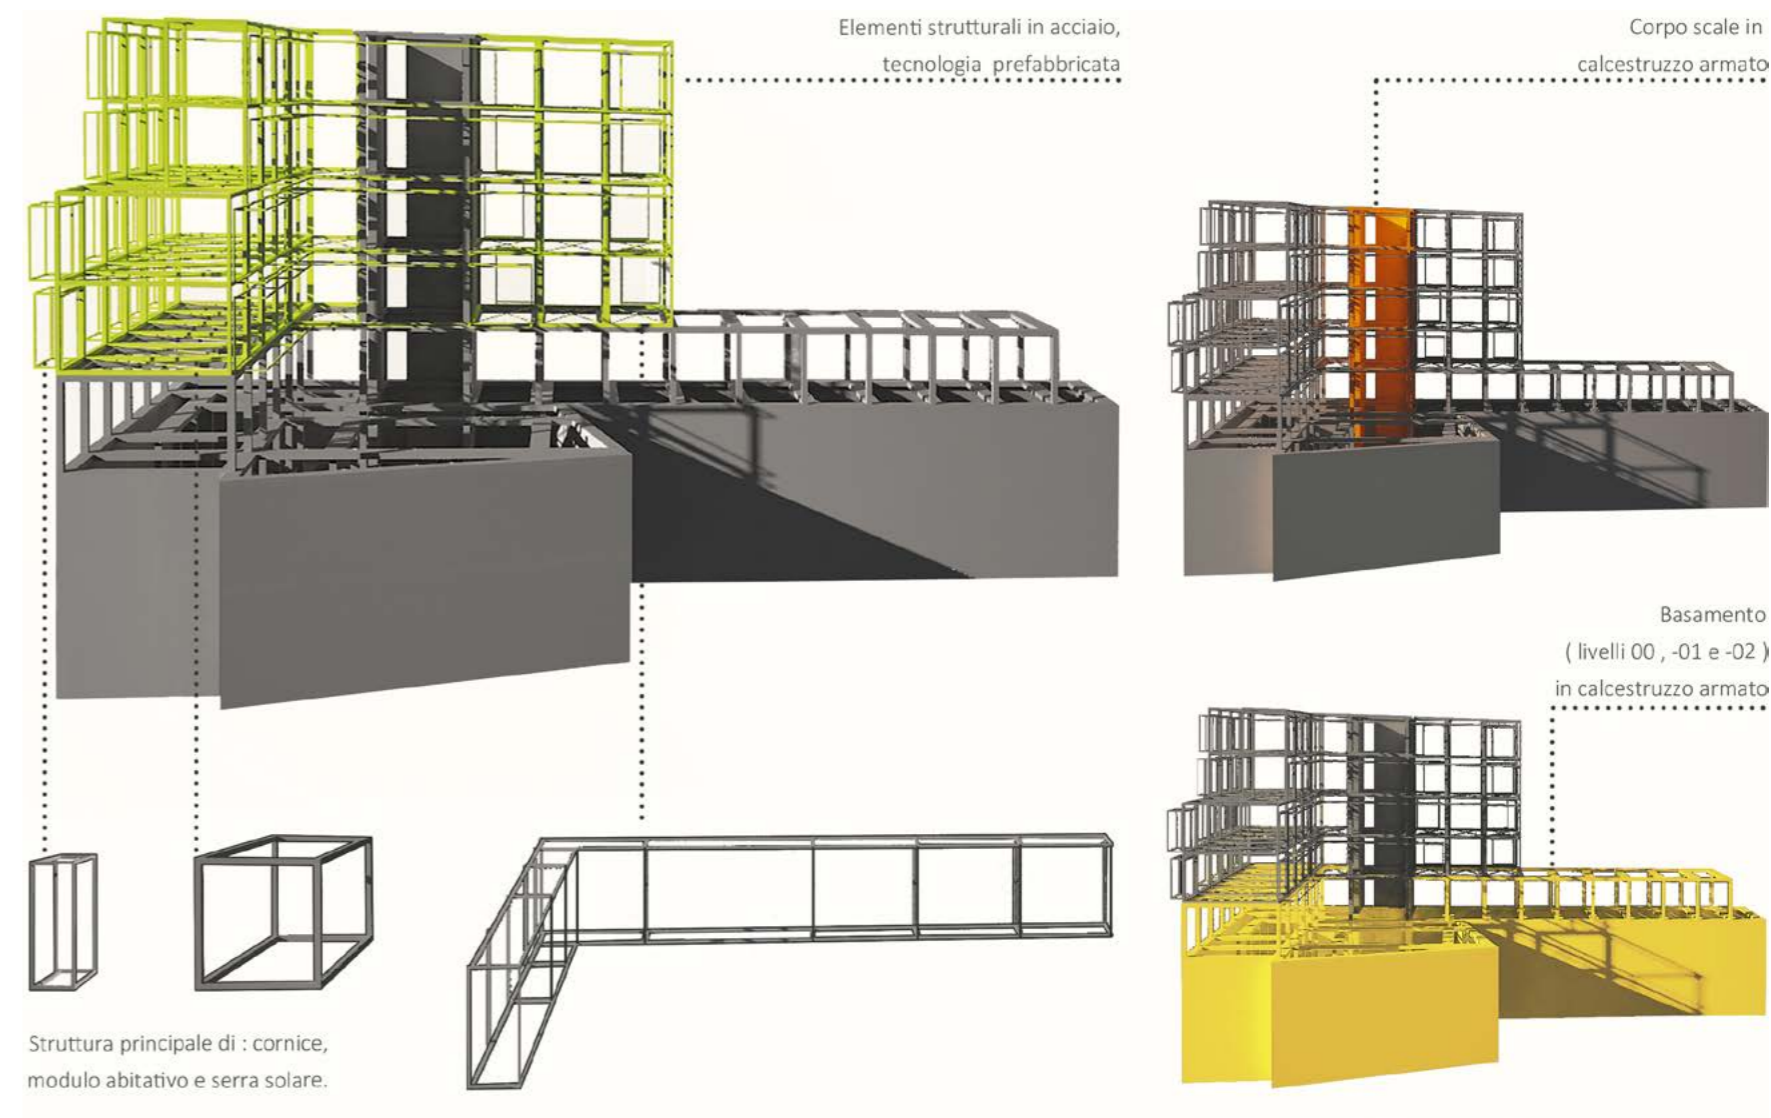 Elementi strutturali in acciaio,
tecnologia prefabbricata
Corpo scale in
calcestruzzo armato
Basamento
( livelli 00 , -01 e -02 )
in calcestruzzo armato
Struttura principale di : cornice,
modulo abitativo e serra solare.